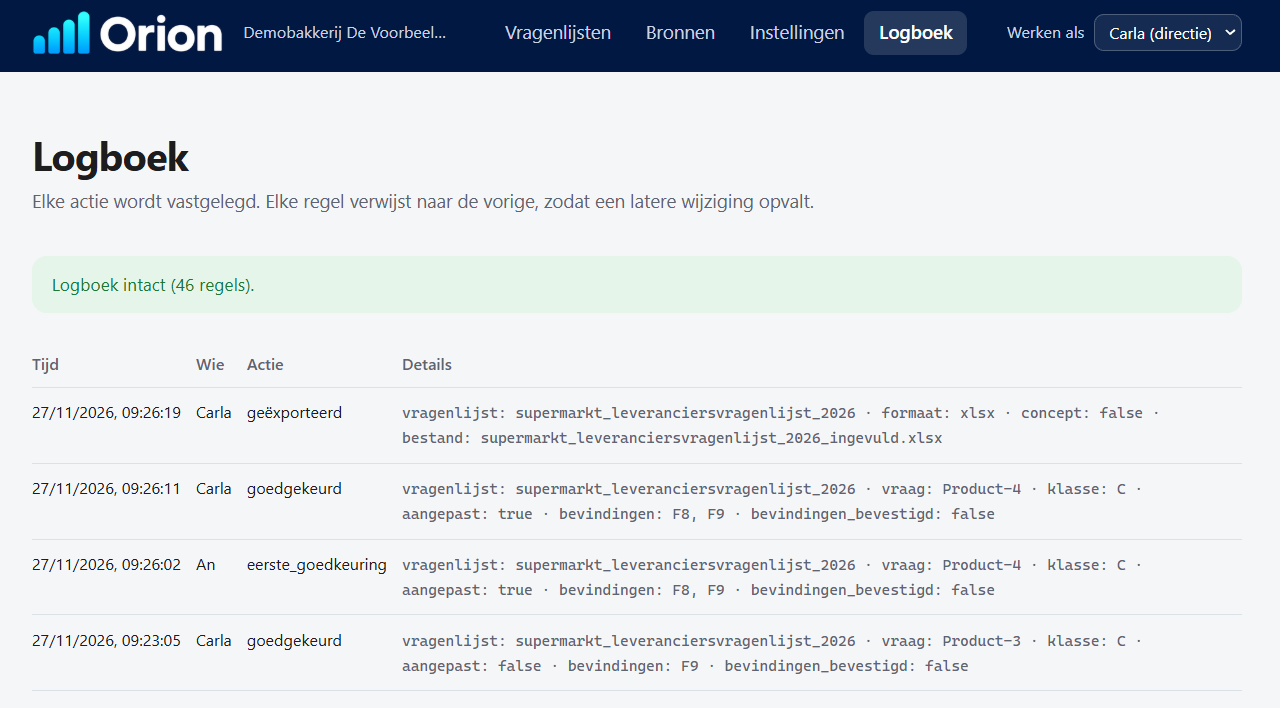 Orion Demobakkerij De Voorbeel... Vragenlijsten Bronnen Instellingen Logboek Werken als Carla (directie)
Logboek
Elke actie wordt vastgelegd. Elke regel verwijst naar de vorige, zodat een latere wijziging opvalt.
Logboek intact (46 regels).
Tijd Wie Actie Details
27/11/2026, 09:26:19 Carla geëxporteerd vragenlijst: supermarkt_leveranciersvragenlijst_2026 · formaat: xlsx · concept: false ·
bestand: supermarkt_leveranciersvragenlijst_2026_ingevuld.xlsx
27/11/2026, 09:26:11 Carla goedgekeurd vragenlijst: supermarkt_leveranciersvragenlijst_2026 · vraag: Product-4 · klasse: C ·
aangepast: true · bevindingen: F8, F9 · bevindingen_bevestigd: false
27/11/2026, 09:26:02 An eerste_goedkeuring vragenlijst: supermarkt_leveranciersvragenlijst_2026 · vraag: Product-4 · klasse: C ·
aangepast: true · bevindingen: F8, F9 · bevindingen_bevestigd: false
27/11/2026, 09:23:05 Carla goedgekeurd vragenlijst: supermarkt_leveranciersvragenlijst_2026 · vraag: Product-3 · klasse: C ·
aangepast: false · bevindingen: F9 · bevindingen_bevestigd: false